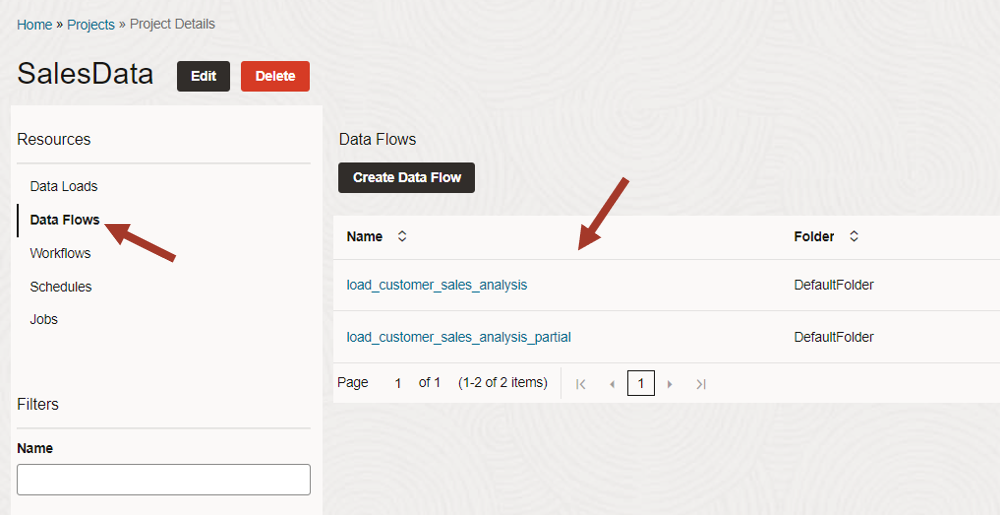 Home » Projects » Project Details
SalesData Edit Delete
Resources
Data Loads
Data Flows
Workflows
Schedules
Jobs
Filters
Name
Data Flows
Create Data Flow
Name Folder
load_customer_sales_analysis DefaultFolder
load_customer_sales_analysis_partial DefaultFolder
Page 1 of 1 (1-2 of 2 items) 1